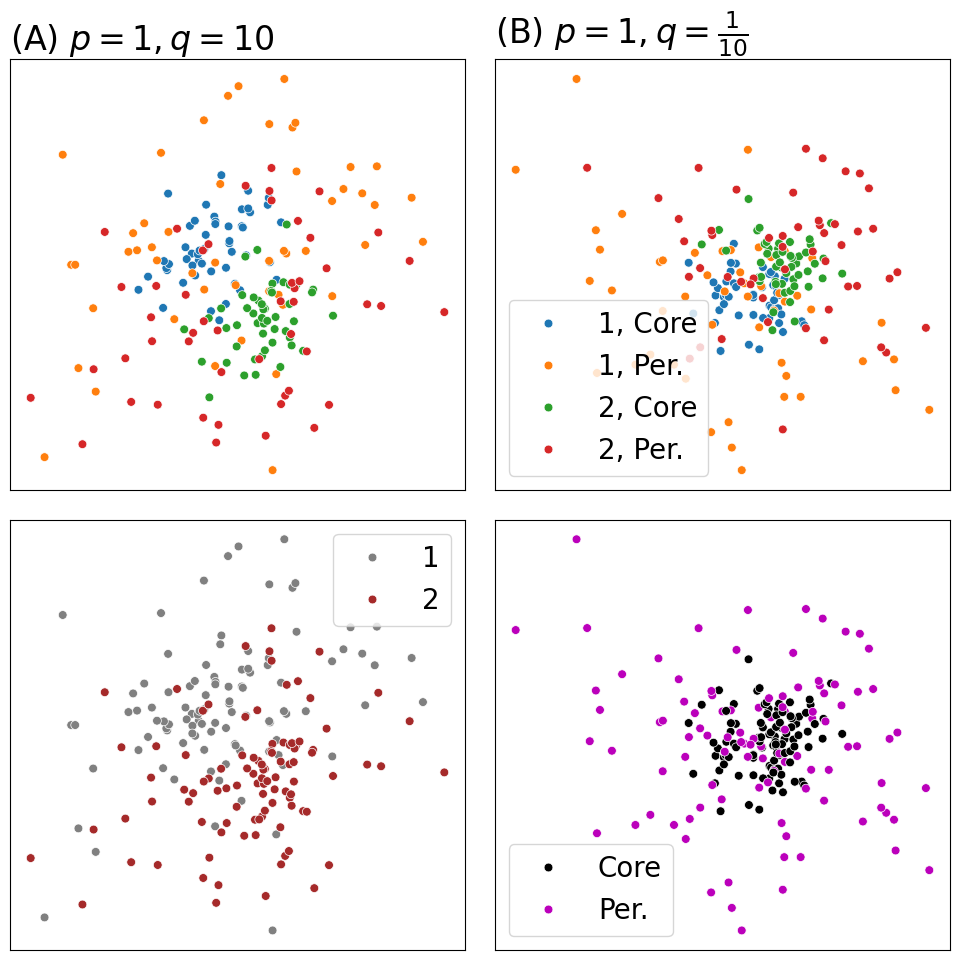 (A) p = 1, q = 10
(B) p = 1, q = 1/10
1, Core
1, Per.
2, Core
2, Per.
1
2
Core
Per.